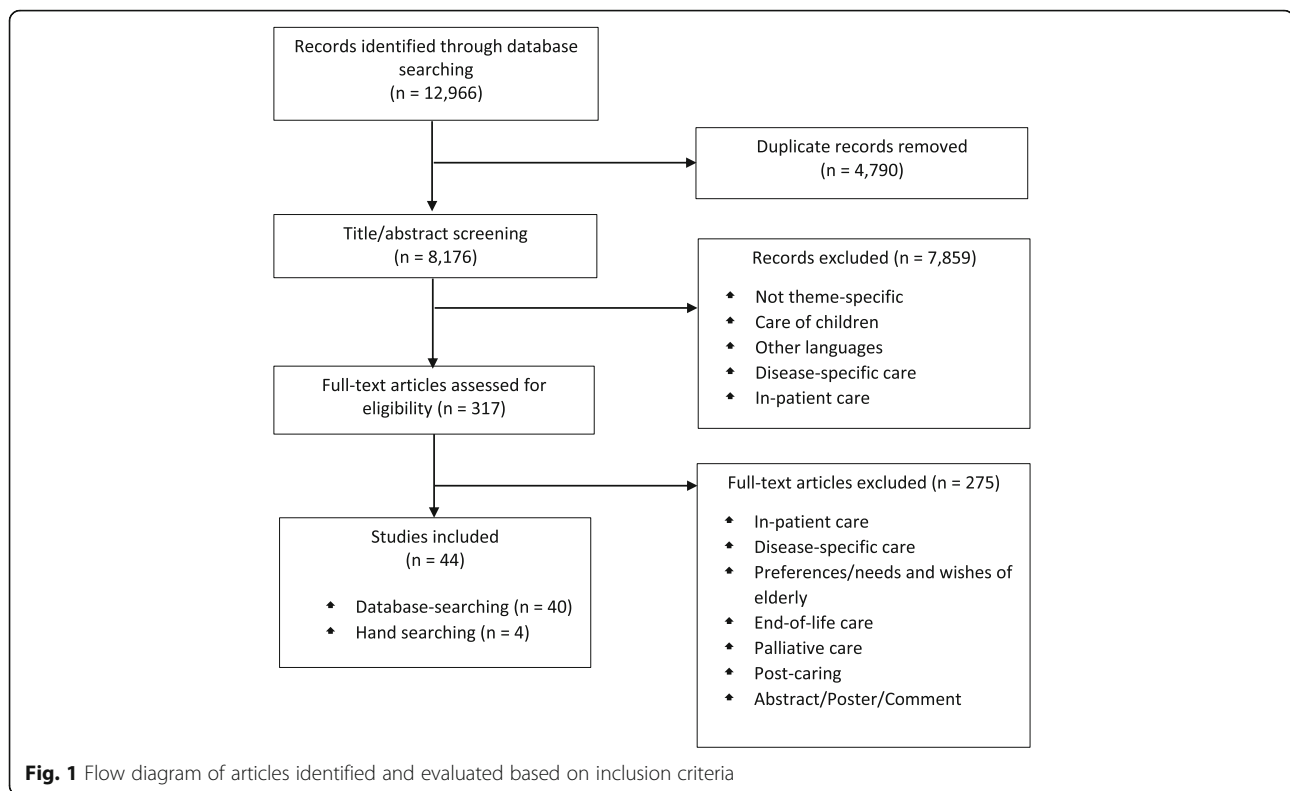 Records identified through database
searching
(n = 12,966)
Duplicate records removed
(n = 4,790)
Title/abstract screening
(n = 8,176)
Records excluded (n = 7,859)
Not theme-specific
Care of children
Other languages
Disease-specific care
In-patient care
Full-text articles assessed for
eligibility (n = 317)
Full-text articles excluded (n = 275)
In-patient care
Disease-specific care
Preferences/needs and wishes of
elderly
End-of-life care
Palliative care
Post-caring
Abstract/Poster/Comment
Studies included
(n = 44)
Database-searching (n = 40)
Hand searching (n = 4)
Fig. 1 Flow diagram of articles identified and evaluated based on inclusion criteria